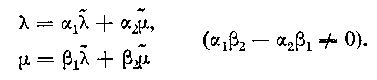 λ = α₁λ̃ + α₂μ̃,
(α₁β₂ − α₂β₁ ≠ 0).
μ = β₁λ̃ + β₂μ̃